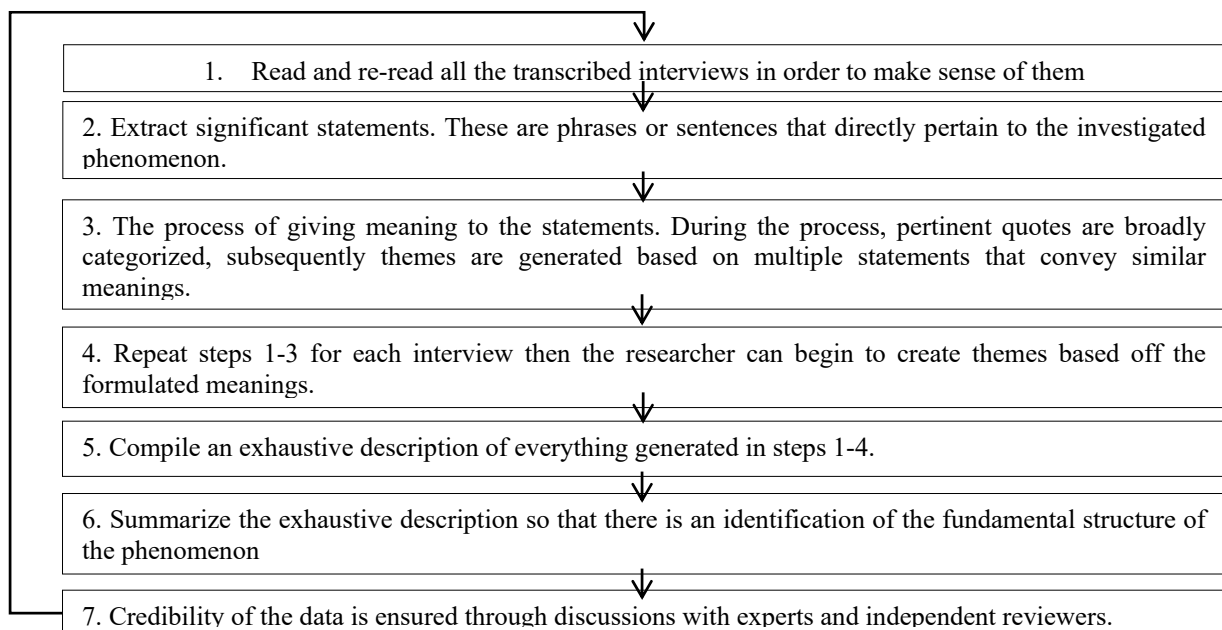 1. Read and re-read all the transcribed interviews in order to make sense of them
2. Extract significant statements. These are phrases or sentences that directly pertain to the investigated
phenomenon.
3. The process of giving meaning to the statements. During the process, pertinent quotes are broadly
categorized, subsequently themes are generated based on multiple statements that convey similar
meanings.
4. Repeat steps 1-3 for each interview then the researcher can begin to create themes based off the
formulated meanings.
5. Compile an exhaustive description of everything generated in steps 1-4.
6. Summarize the exhaustive description so that there is an identification of the fundamental structure of
the phenomenon
7. Credibility of the data is ensured through discussions with experts and independent reviewers.